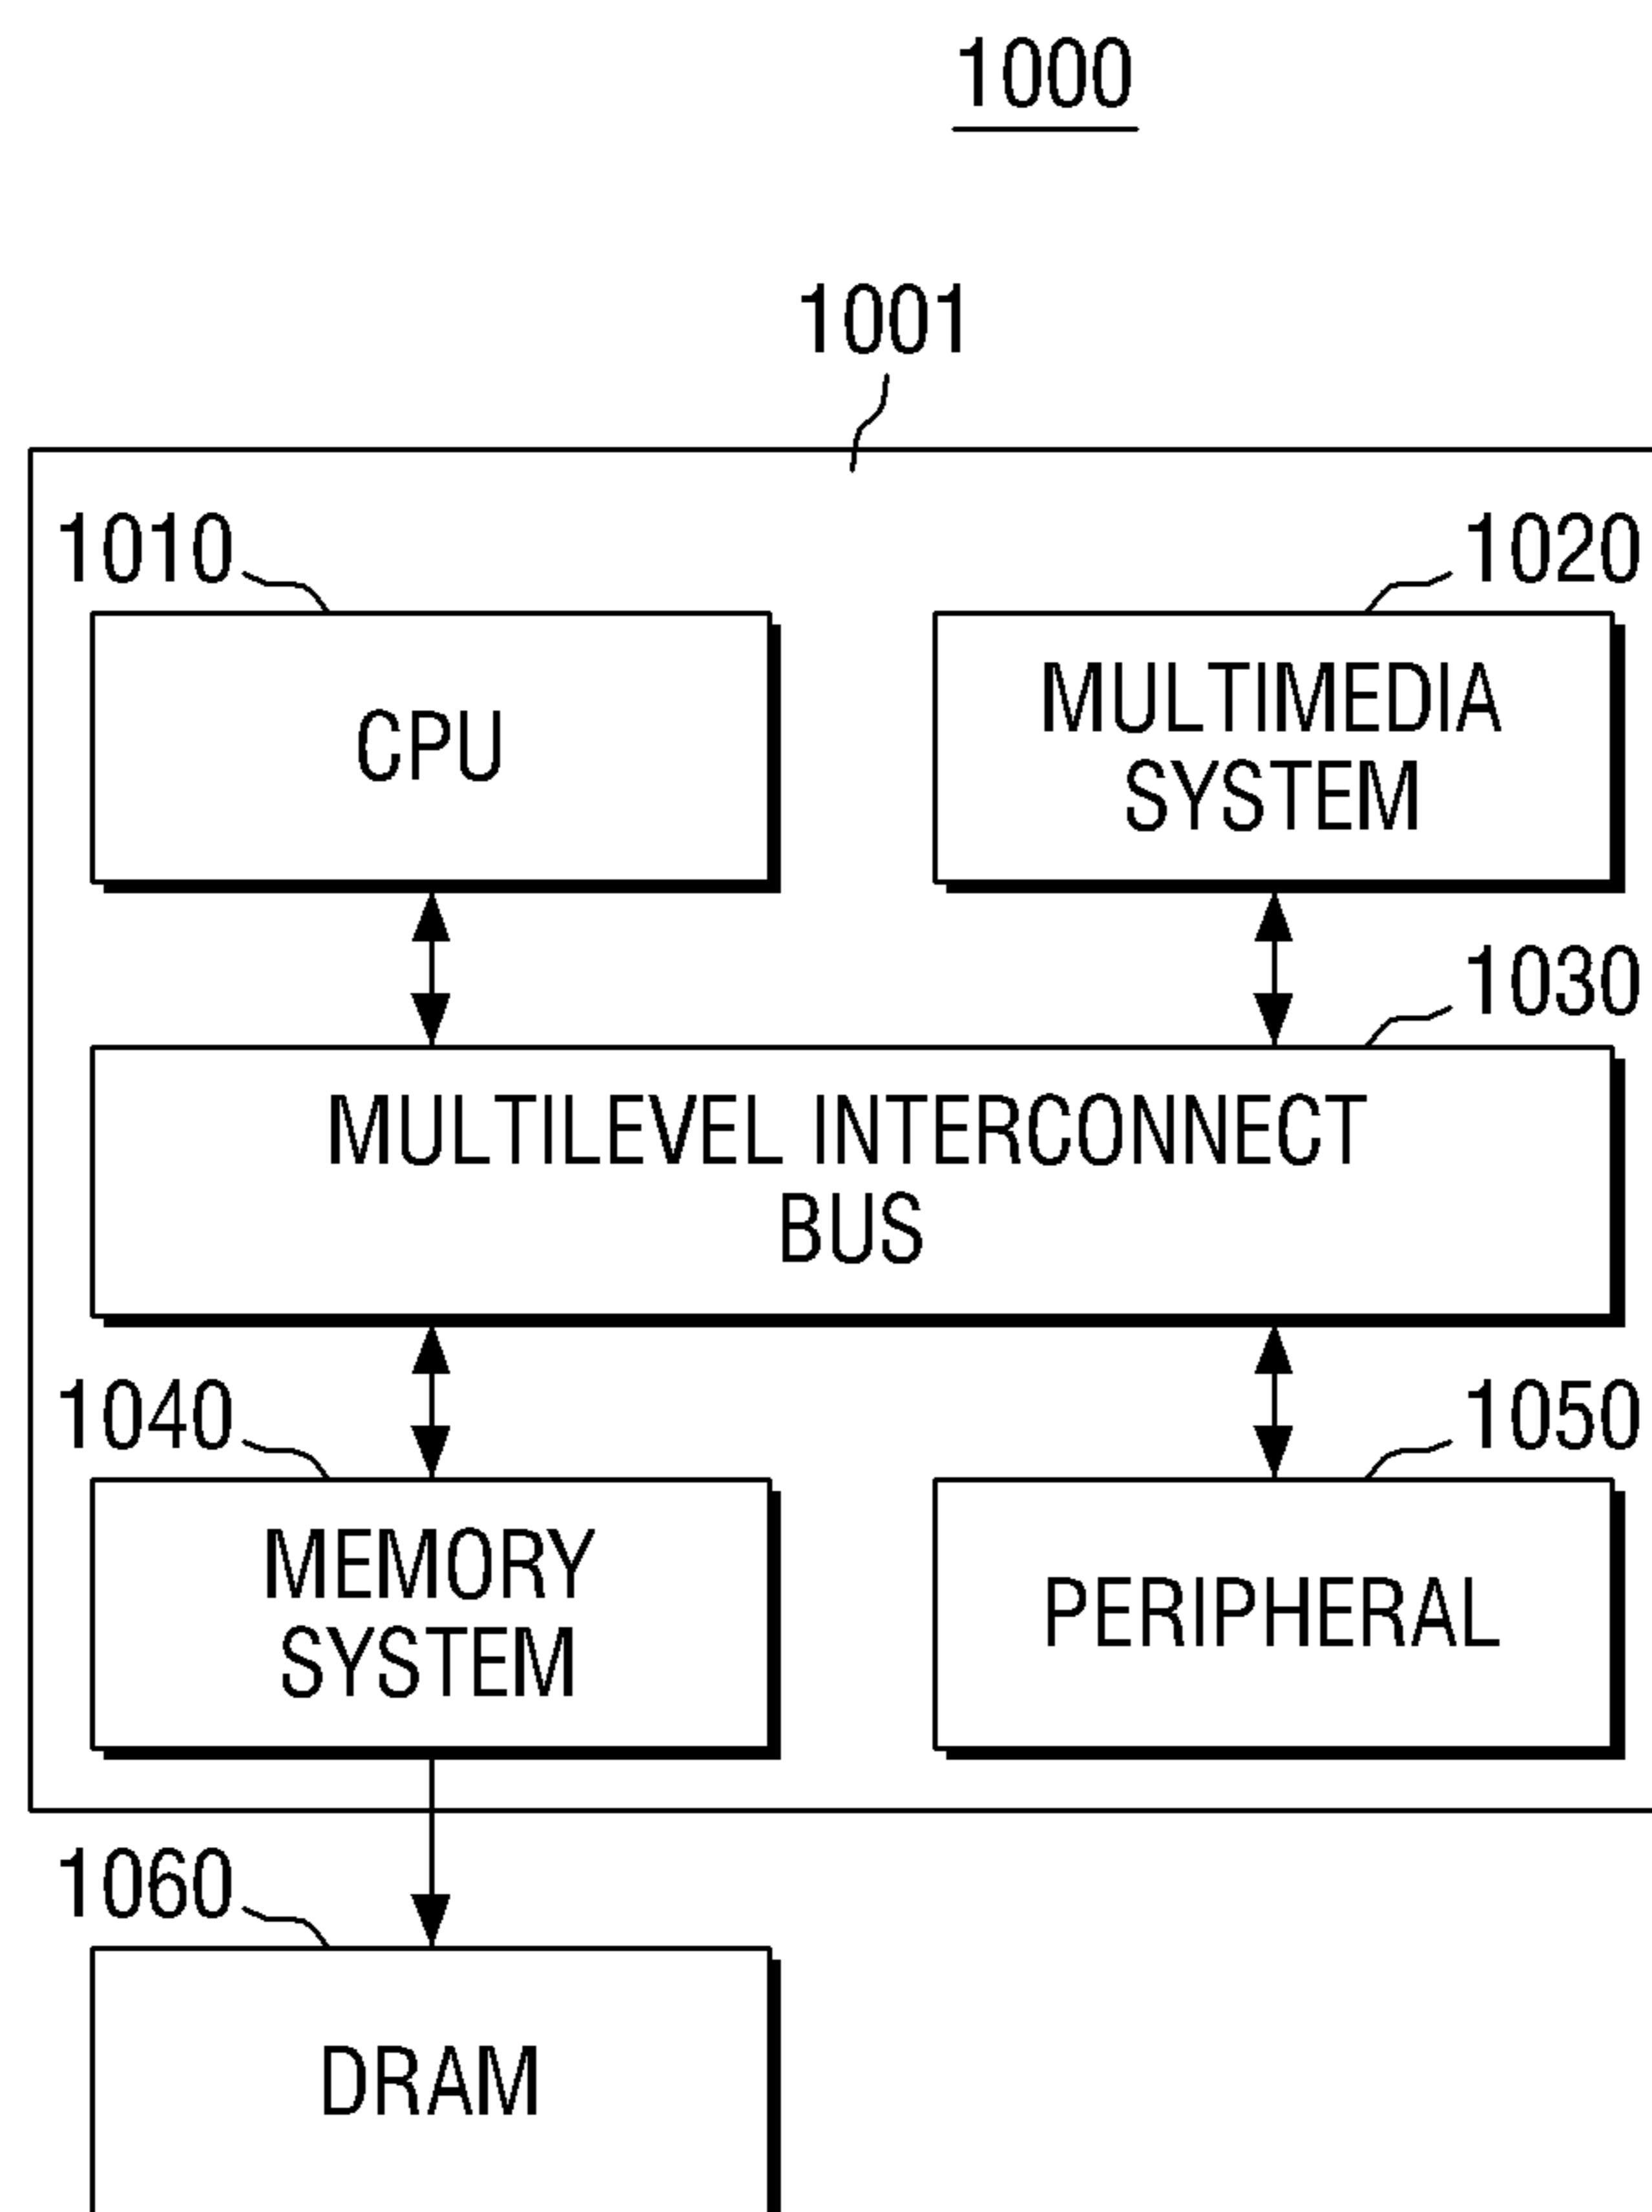 1000
1001
1010
1020
CPU
MULTIMEDIA
SYSTEM
1030
MULTILEVEL INTERCONNECT
BUS
1040
1050
MEMORY
SYSTEM
PERIPHERAL
1060
DRAM